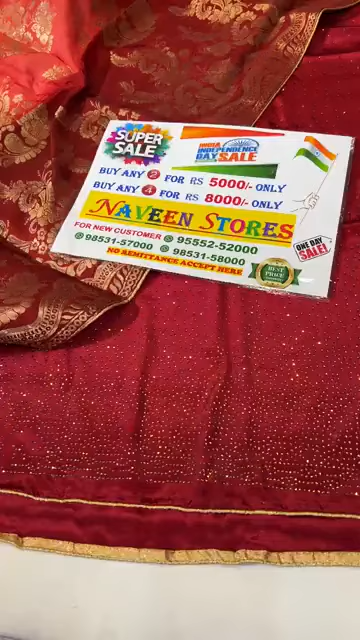 SUPER
SALE
INDIA
INDEPENDENCE
DAY SALE
BUY ANY 2 FOR RS 5000/- ONLY
BUY ANY 4 FOR RS 8000/- ONLY
NAVEEN STORES
FOR NEW CUSTOMER 95552-52000
98531-57000 98531-58000
NO REMITTANCE ACCEPT HERE
ONE DAY
SALE!
BEST
PRICE